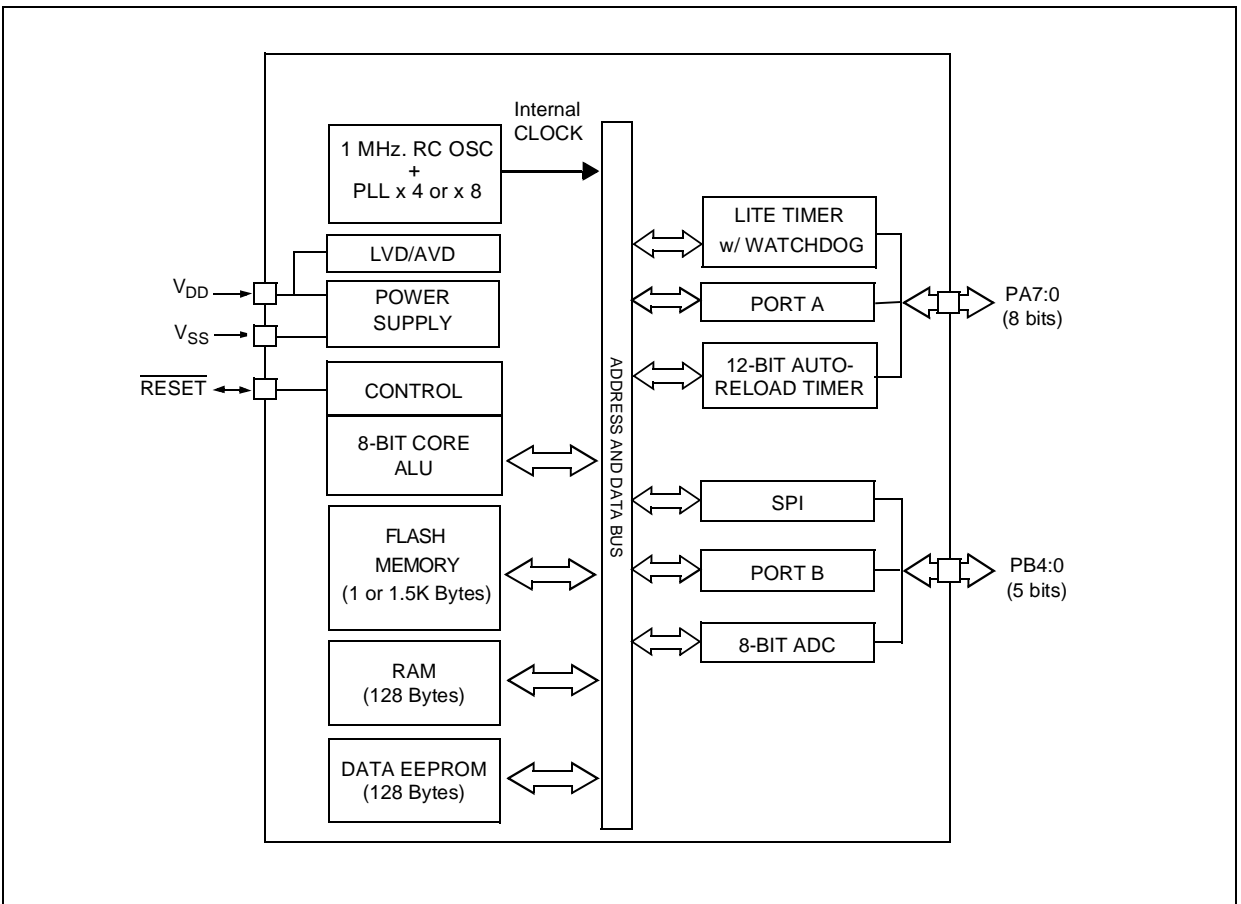 Internal
CLOCK
1 MHz. RC OSC
+
PLL x 4 or x 8
LVD/AVD
POWER
SUPPLY
VDD
VSS
RESET
CONTROL
8-BIT CORE
ALU
FLASH
MEMORY
(1 or 1.5K Bytes)
RAM
(128 Bytes)
DATA EEPROM
(128 Bytes)
ADDRESS AND DATA BUS
LITE TIMER
w/ WATCHDOG
PORT A
12-BIT AUTO-
RELOAD TIMER
PA7:0
(8 bits)
SPI
PORT B
8-BIT ADC
PB4:0
(5 bits)